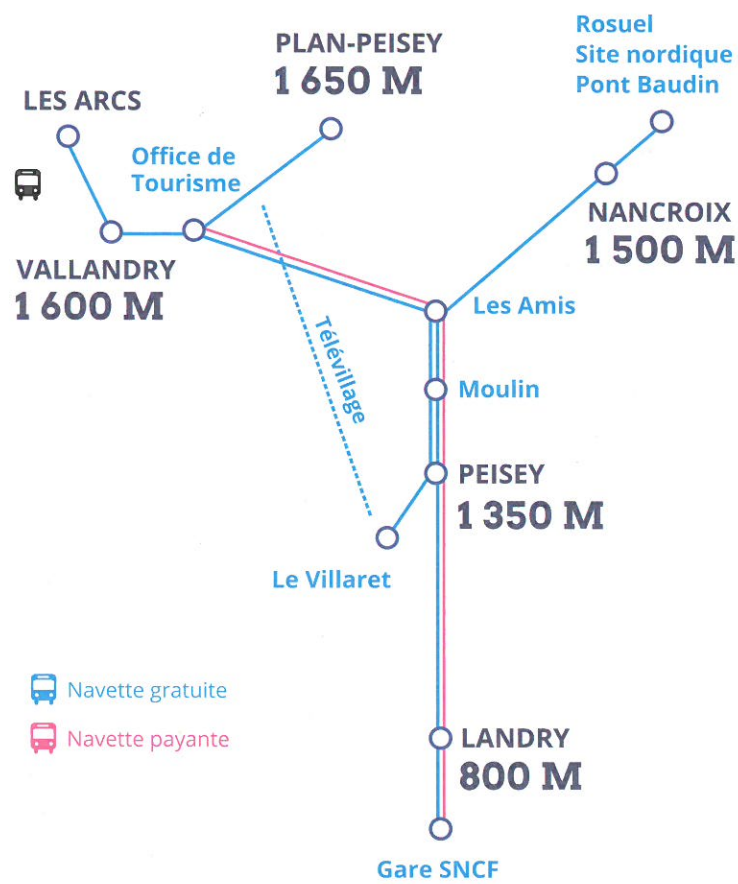 Rosuel
Site nordique
Pont Baudin
PLAN-PEISEY
1 650 M
LES ARCS
Office de
Tourisme
NANCROIX
1 500 M
VALLANDRY
1 600 M
Les Amis
Télévillage
Moulin
PEISEY
1 350 M
Le Villaret
Navette gratuite
Navette payante
LANDRY
800 M
Gare SNCF